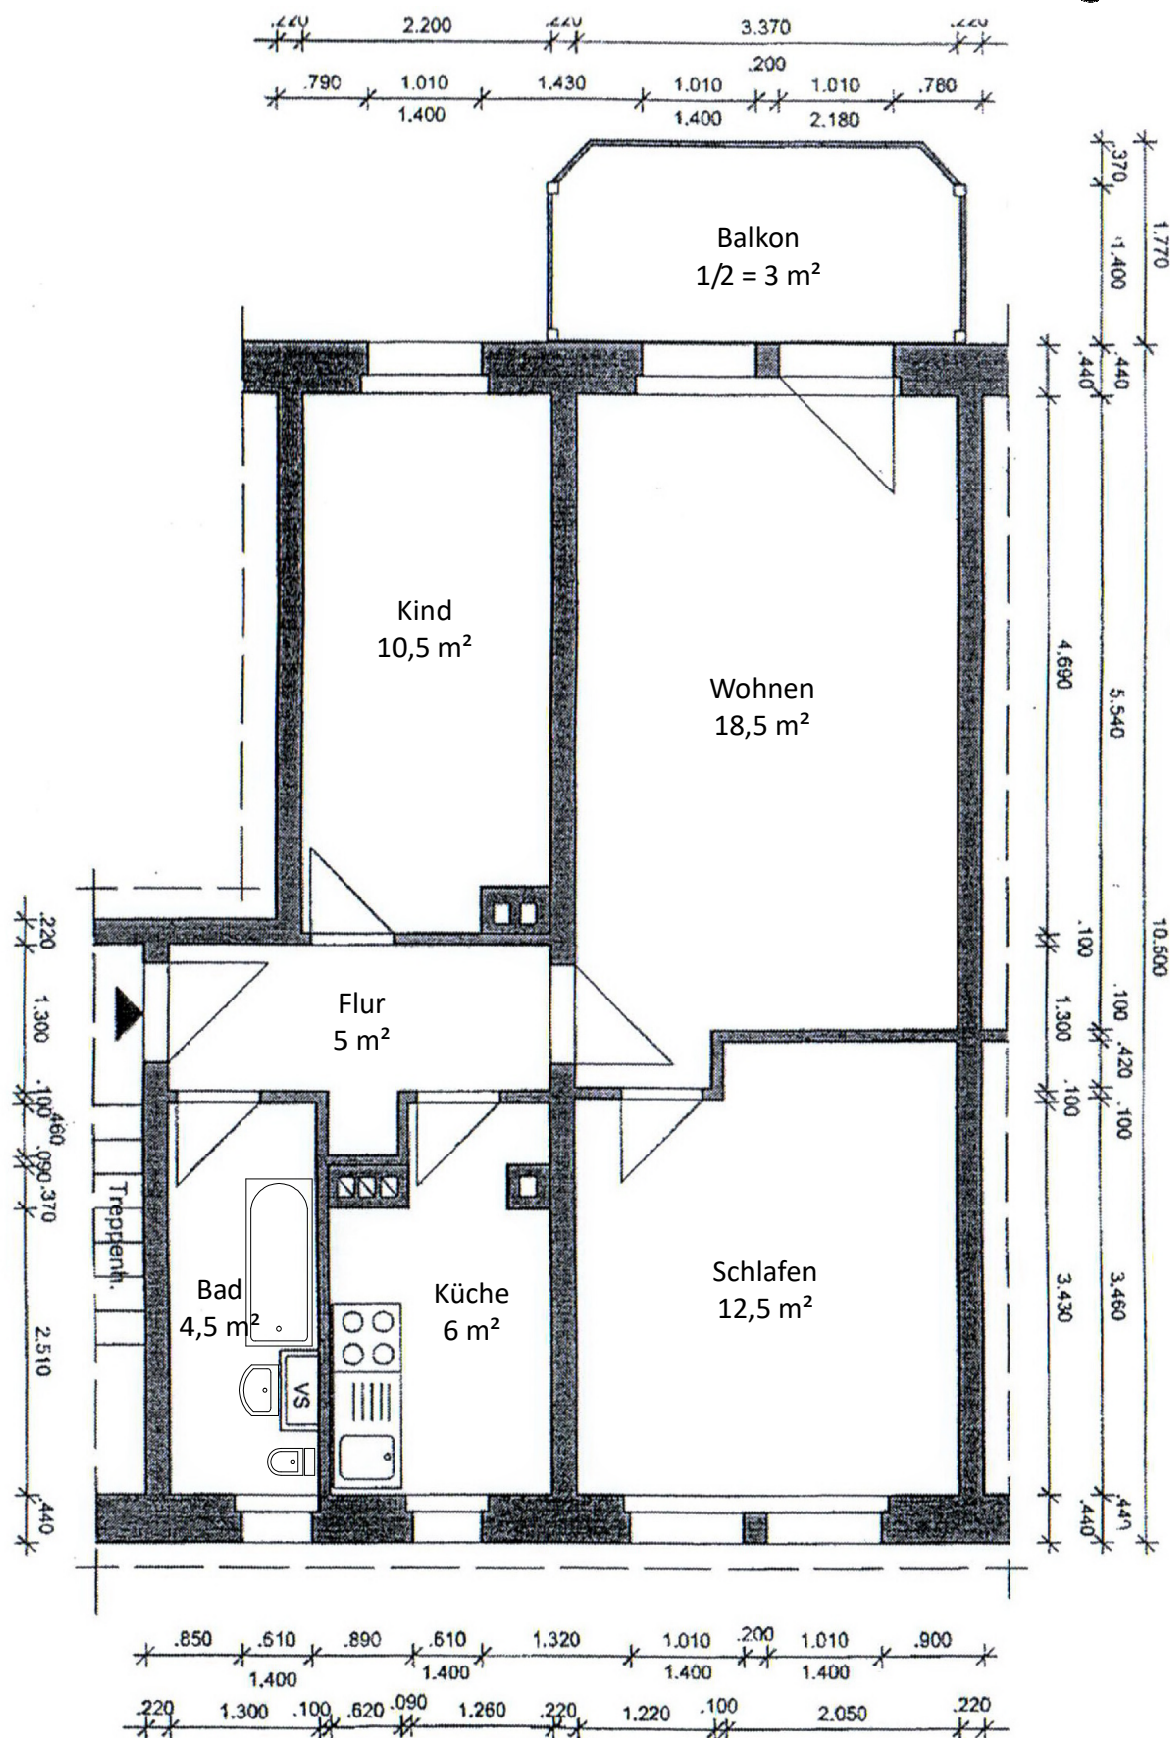 .220 2.200 .220 3.370 .220
.200
.790 1.010 1.430 1.010 1.010 .780
1.400 1.400 2.180
.370
1.770
1.400
Balkon
1/2 = 3 m²
.440 .440
Kind
10,5 m²
4.690
Wohnen
18,5 m²
5.540
.220
.100
10.500
Flur
5 m²
1.300
1.300
.100
.420
.100
.460
.100
.100
.090
.370
Treppenh.
Bad
4,5 m²
Küche
6 m²
Schlafen
12,5 m²
3.430
3.460
2.510
VS
.440
.440
.440
.850 .610 .890 .610 1.320 1.010 .200 1.010 .900
1.400 1.400 1.400 1.400
.220 1.300 .100 .620 .090 1.260 .220 1.220 .100 2.050 .220